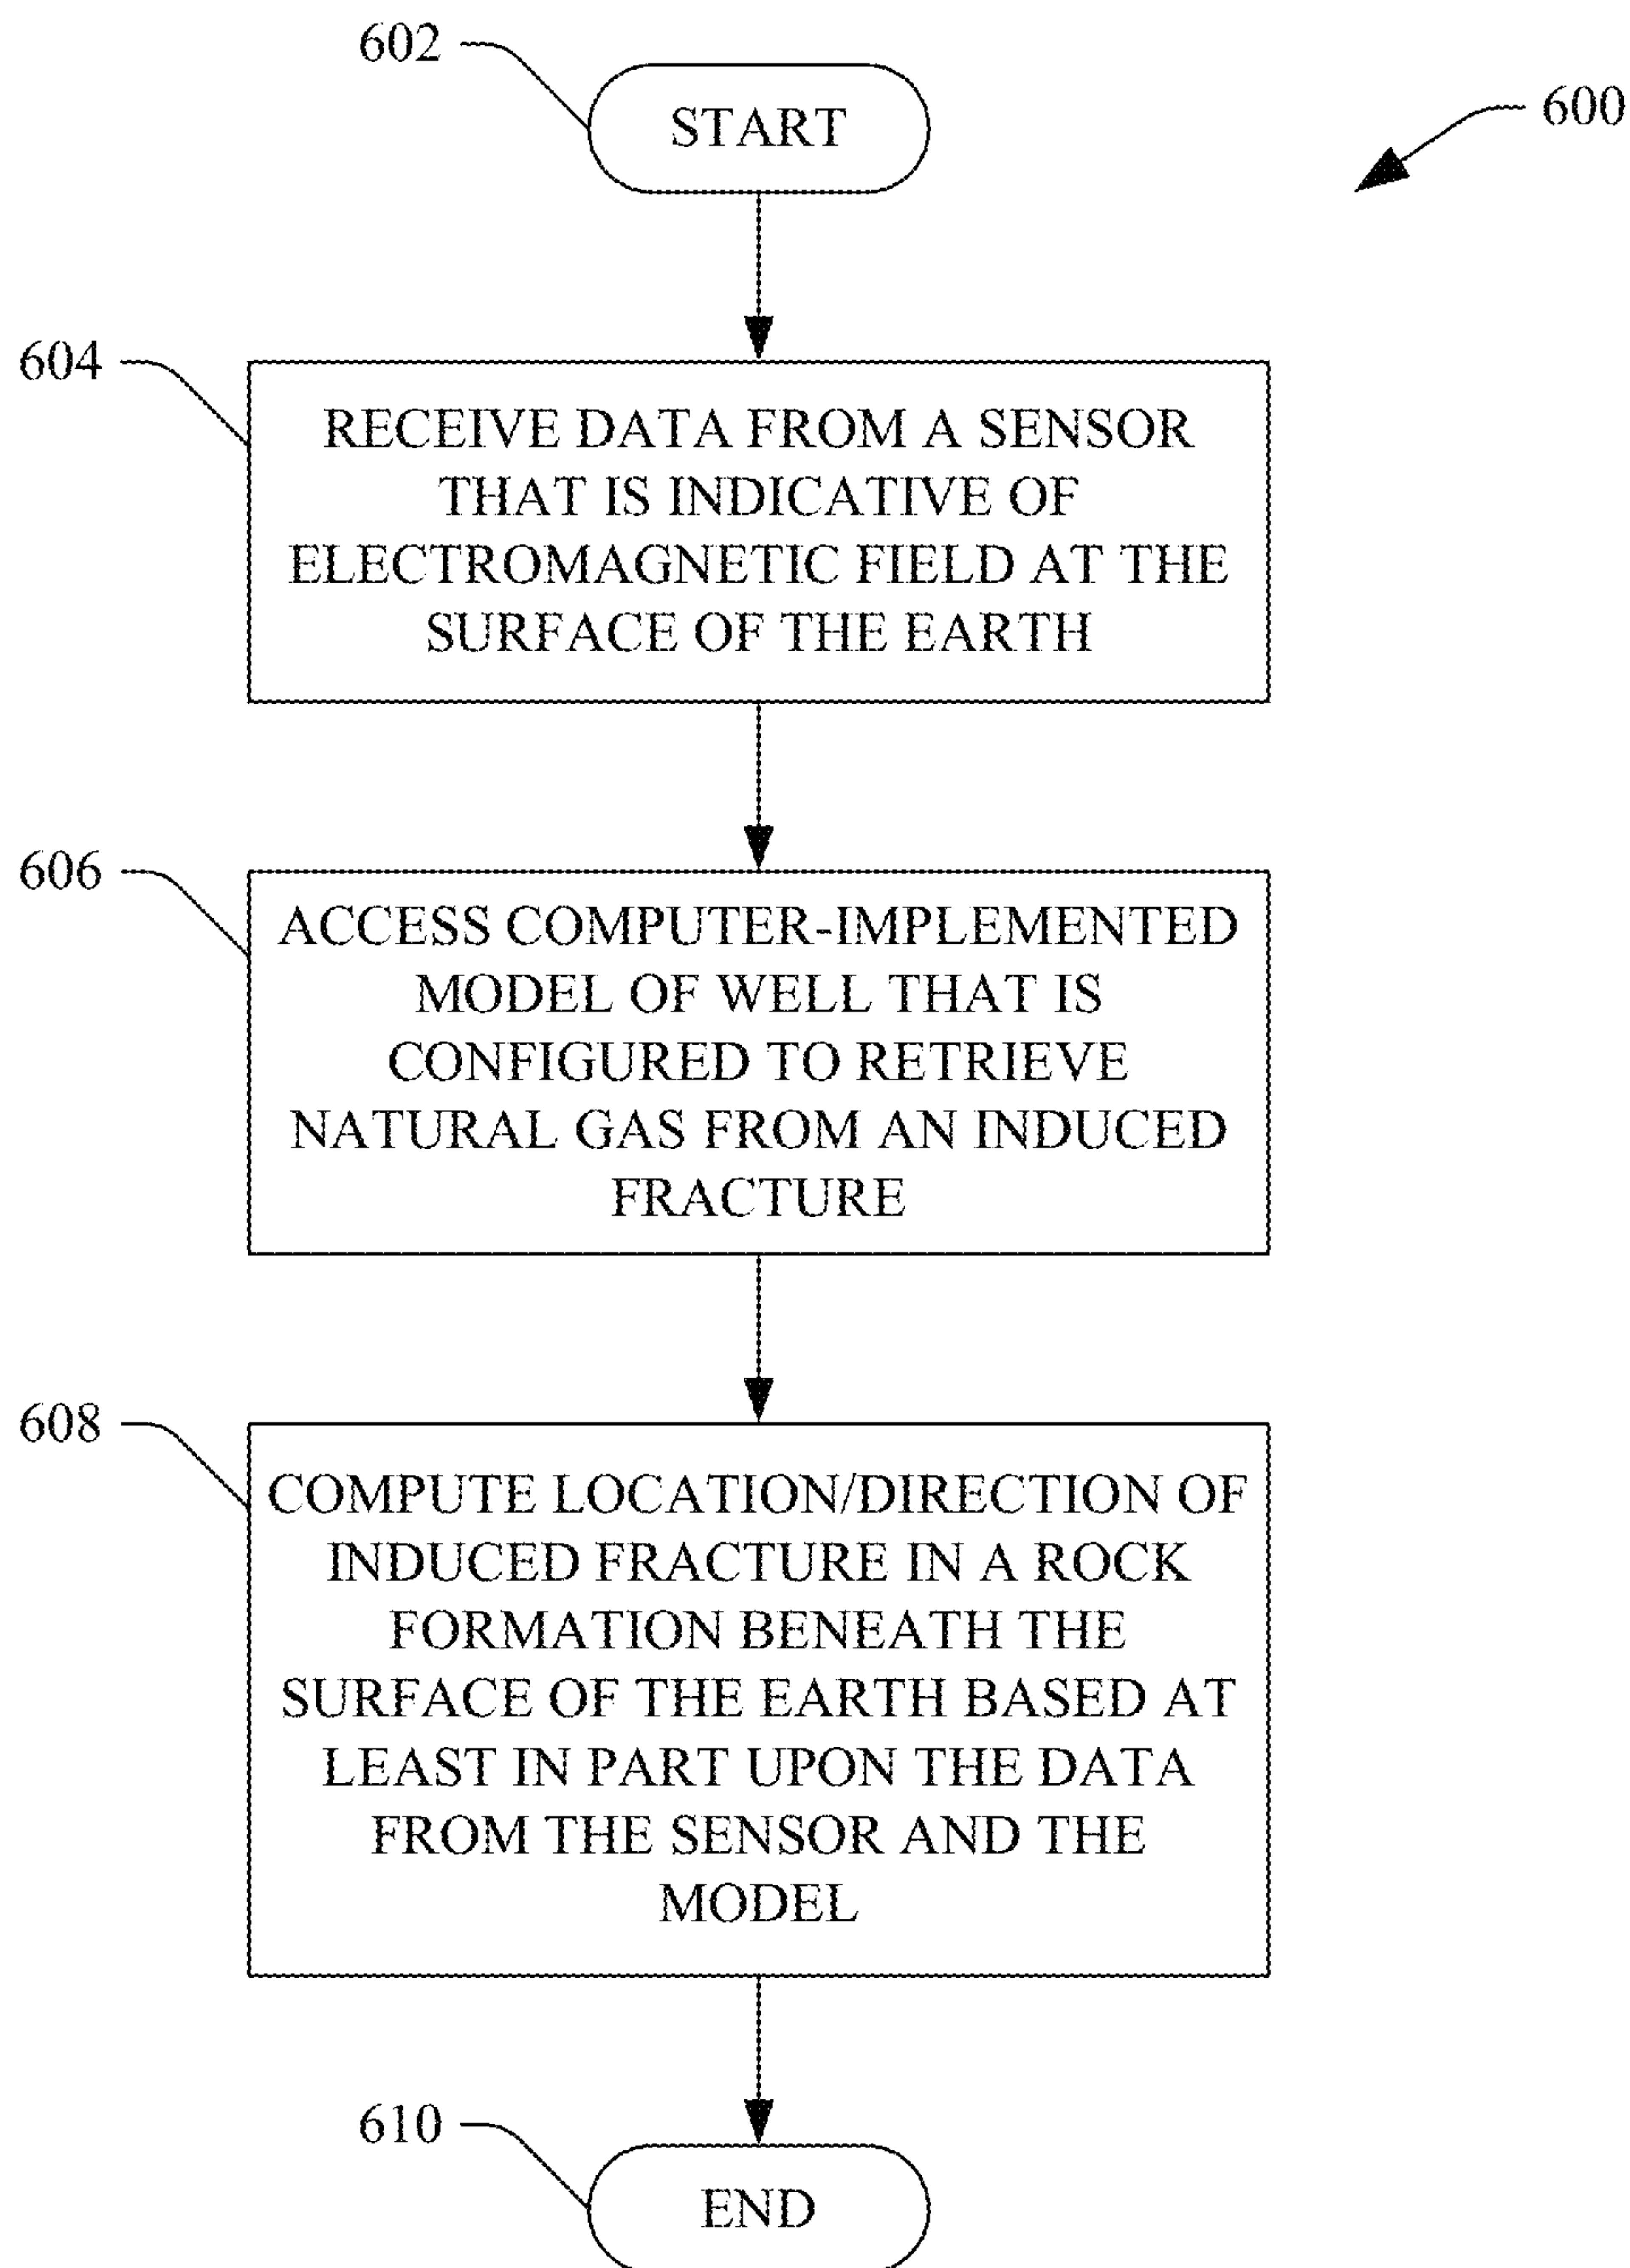 602
START
600
604
RECEIVE DATA FROM A SENSOR
THAT IS INDICATIVE OF
ELECTROMAGNETIC FIELD AT THE
SURFACE OF THE EARTH
606
ACCESS COMPUTER-IMPLEMENTED
MODEL OF WELL THAT IS
CONFIGURED TO RETRIEVE
NATURAL GAS FROM AN INDUCED
FRACTURE
608
COMPUTE LOCATION/DIRECTION OF
INDUCED FRACTURE IN A ROCK
FORMATION BENEATH THE
SURFACE OF THE EARTH BASED AT
LEAST IN PART UPON THE DATA
FROM THE SENSOR AND THE
MODEL
610
END